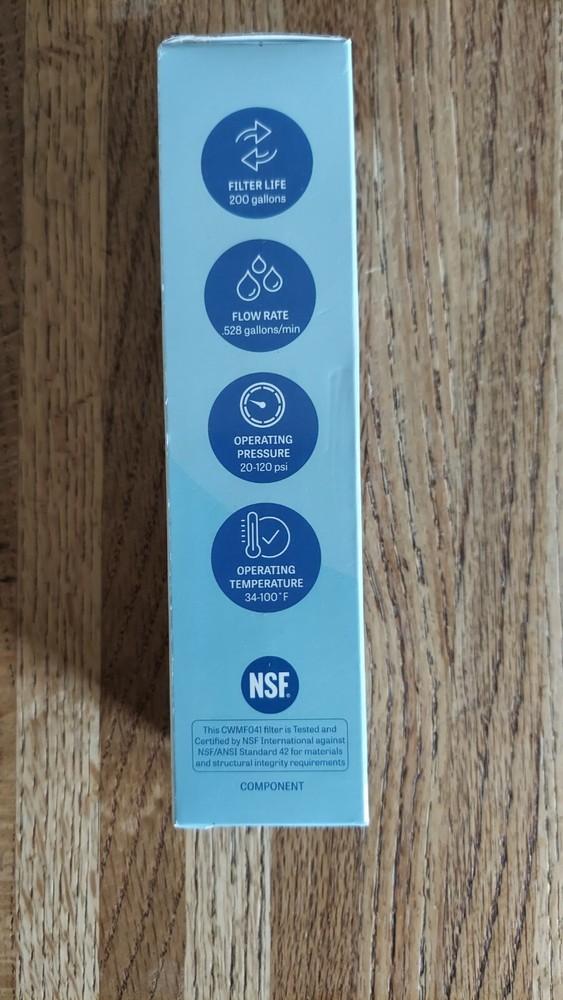 FILTER LIFE
200 gallons
FLOW RATE
.528 gallons/min
OPERATING
PRESSURE
20-120 psi
OPERATING
TEMPERATURE
34-100˚F
NSF®
This CWMF041 filter is Tested and
Certified by NSF International against
NSF/ANSI Standard 42 for materials
and structural integrity requirements
COMPONENT